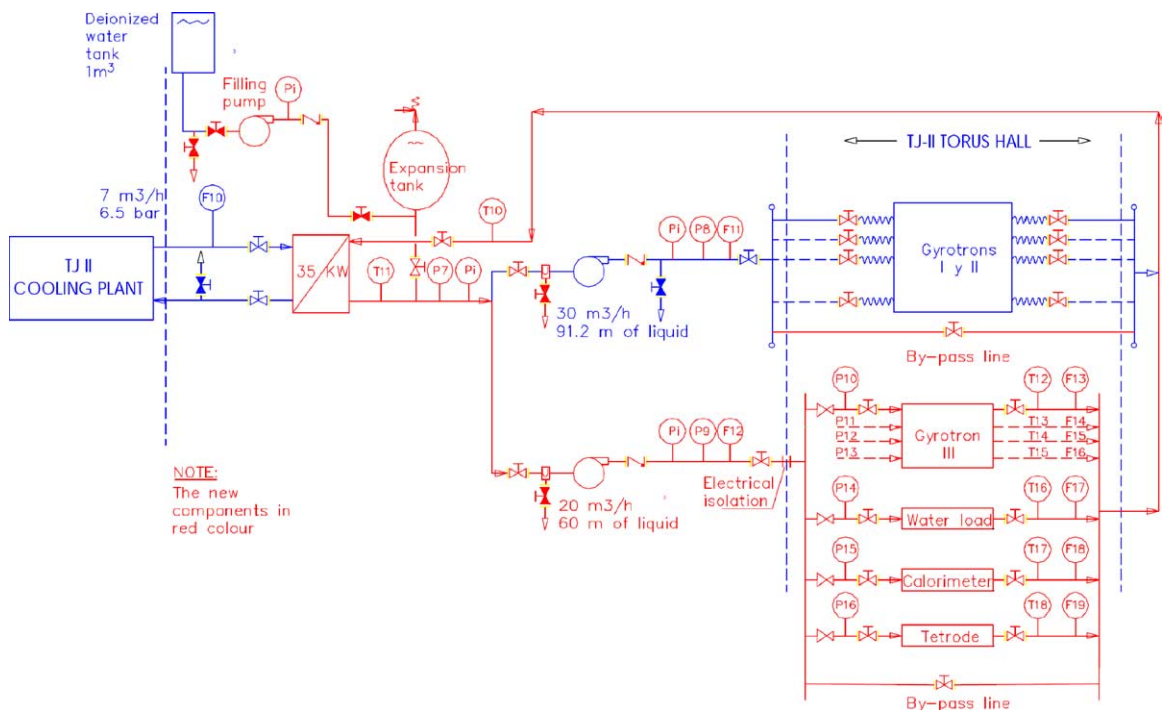 Deionized
water
tank
1m³
Filling
pump
Pi
Expansion
tank
TJ-II TORUS HALL
7 m3/h
6.5 bar
F10
T10
TJ II
COOLING PLANT
35 KW
T11
P7
Pi
Pi
P8
F11
Gyrotrons
I y II
30 m3/h
91.2 m of liquid
By-pass line
P10
T12
F13
Gyrotron
III
P11
T13
F14
P12
T14
F15
P13
T15
F16
Pi
P9
F12
Electrical
isolation
NOTE:
The new
components in
red colour
20 m3/h
60 m of liquid
P14
T16
F17
Water load
P15
T17
F18
Calorimeter
P16
T18
F19
Tetrode
By-pass line